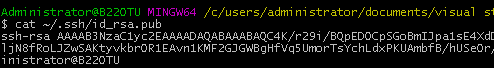 Administrator@B220TU MINGW64 /c/users/administrator/documents/visual st
$ cat ~/.ssh/id_rsa.pub
ssh-rsa AAAAB3NzaC1yc2EAAAADAQABAAABAQC4K/r29i/BQpEDOCpSGoBmIJpa1sE4XdD
ljN8fRoLJZwSAKtyvkbrOR1EAvn1KMF2GJGWBgHfVq5UmorTsYchLdxPKUAmbfB/hUSe0r/
inistrator@B220TU